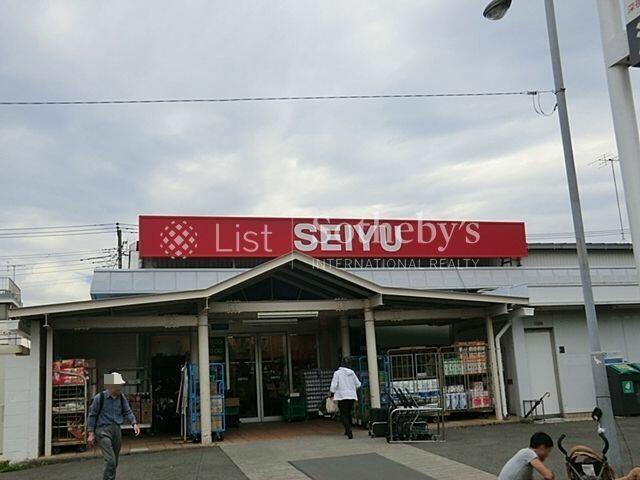 SEIYU
List | Sotheby's
INTERNATIONAL REALTY